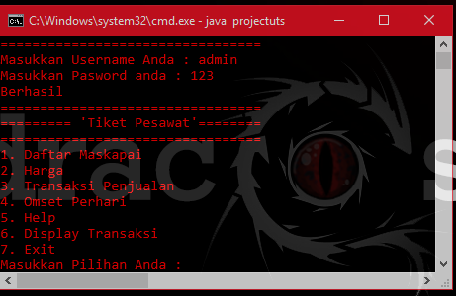 C:\Windows\system32\cmd.exe - java projectuts
=================================
Masukkan Username Anda : admin
Masukkan Pasword anda : 123
Berhasil
=================================
========= 'Tiket Pesawat'========
=================================
1. Daftar Maskapai
2. Harga
3. Transaksi Penjualan
4. Omset Perhari
5. Help
6. Display Transaksi
7. Exit
Masukkan Pilihan Anda :